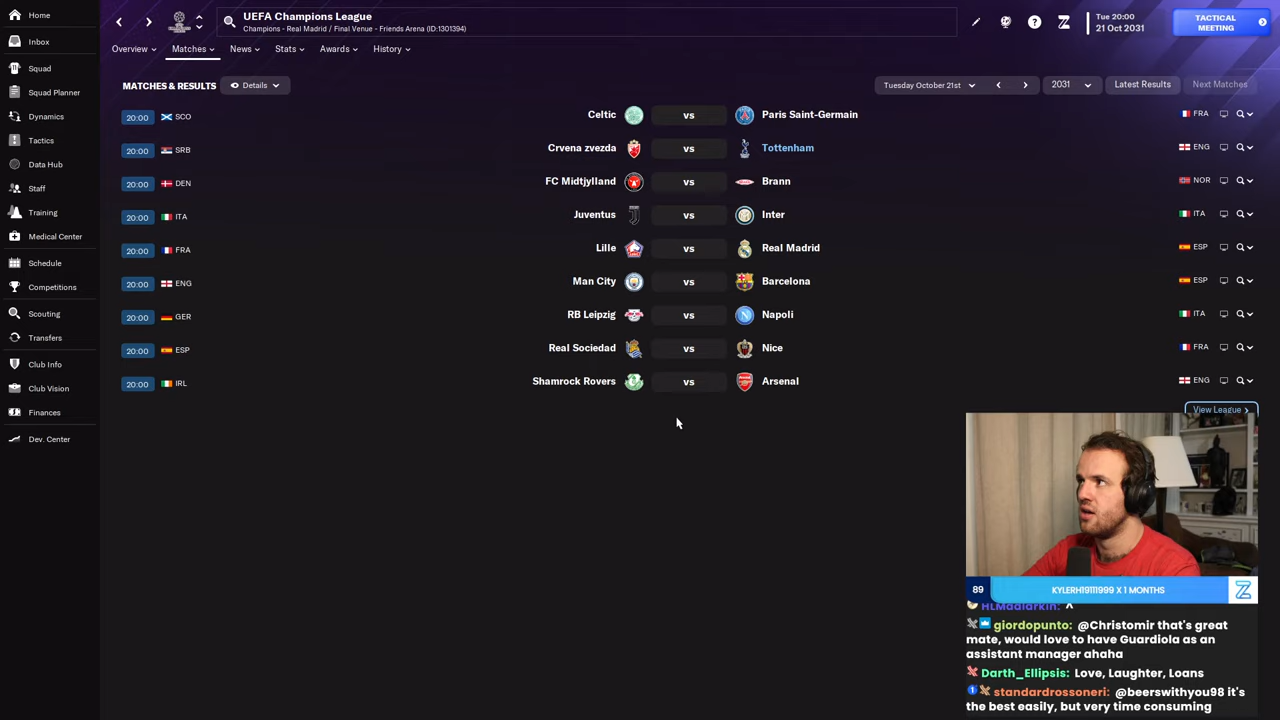 Home
Inbox
Squad
Squad Planner
Dynamics
Tactics
Data Hub
Staff
Training
Medical Center
Schedule
Competitions
Scouting
Transfers
Club Info
Club Vision
Finances
Dev. Center
UEFA Champions League
Champions - Real Madrid / Final Venue - Friends Arena (ID:1301394)
Tue 20:00
21 Oct 2031
TACTICAL
MEETING
Overview Matches News Stats Awards History
MATCHES & RESULTS Details Tuesday October 21st 2031 Latest Results Next Matches
20:00 SCO Celtic vs Paris Saint-Germain FRA
20:00 SRB Crvena zvezda vs Tottenham ENG
20:00 DEN FC Midtjylland vs Brann NOR
20:00 ITA Juventus vs Inter ITA
20:00 FRA Lille vs Real Madrid ESP
20:00 ENG Man City vs Barcelona ESP
20:00 GER RB Leipzig vs Napoli ITA
20:00 ESP Real Sociedad vs Nice FRA
20:00 IRL Shamrock Rovers vs Arsenal ENG
View League
89 KYLERH19111999 X 1 MONTHS
HLMadlarkin: ^
giordopunto: @Christomir that's great
mate, would love to have Guardiola as an
assistant manager ahaha
Darth_Ellipsis: Love, Laughter, Loans
1 standardrossoneri: @beerswithyou98 it's
the best easily, but very time consuming